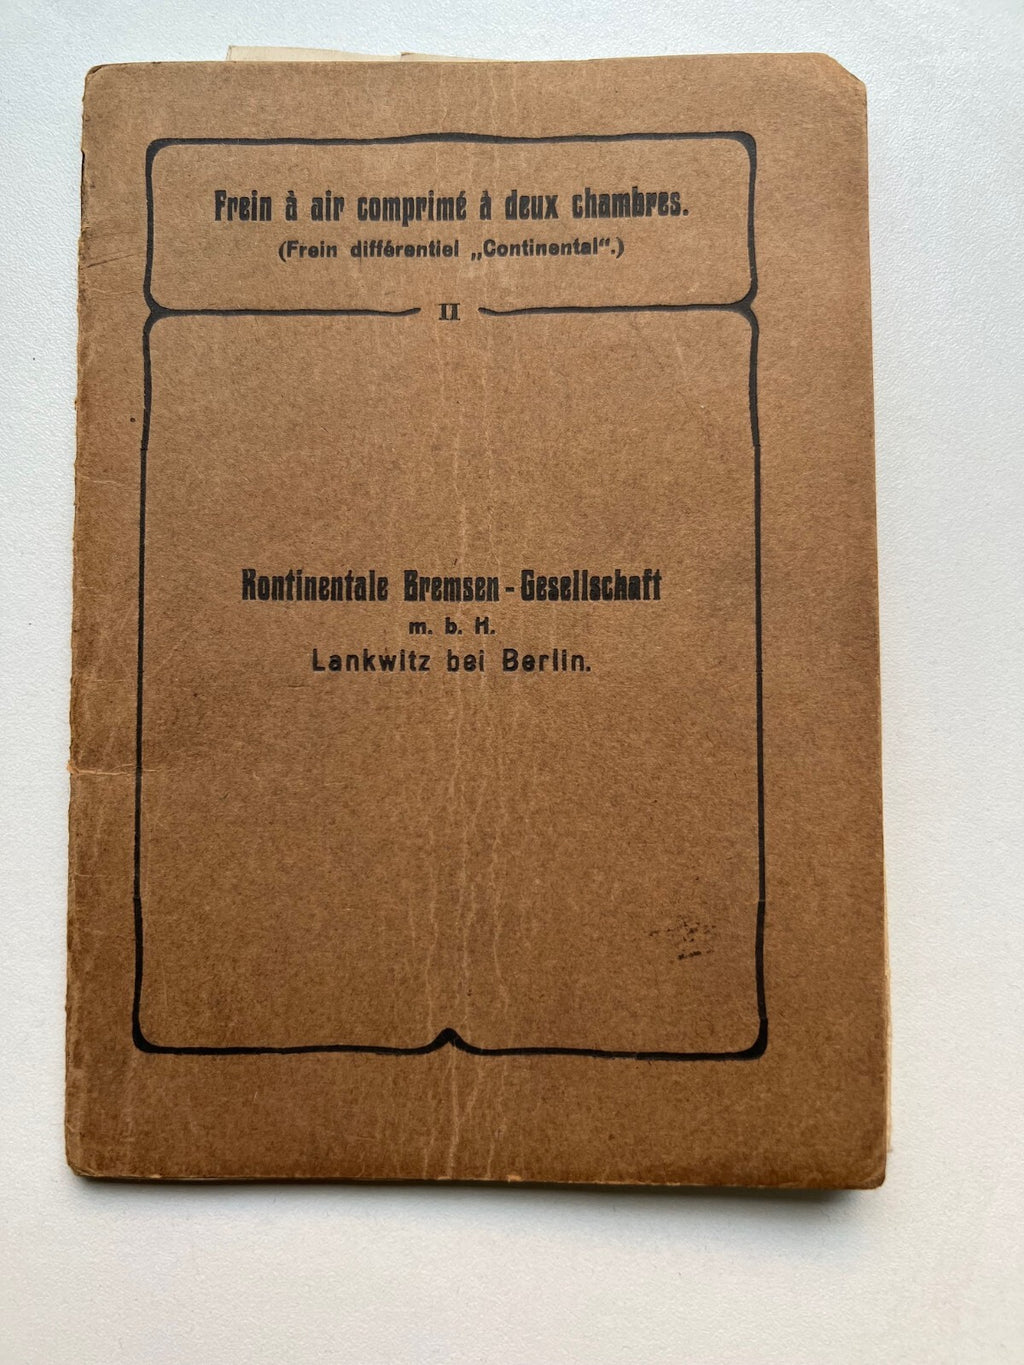 Frein à air comprimé à deux chambres.
(Frein différentiel „Continental“.)
II
Kontinentale Bremsen-Gesellschaft
m. b. H.
Lankwitz bei Berlin.